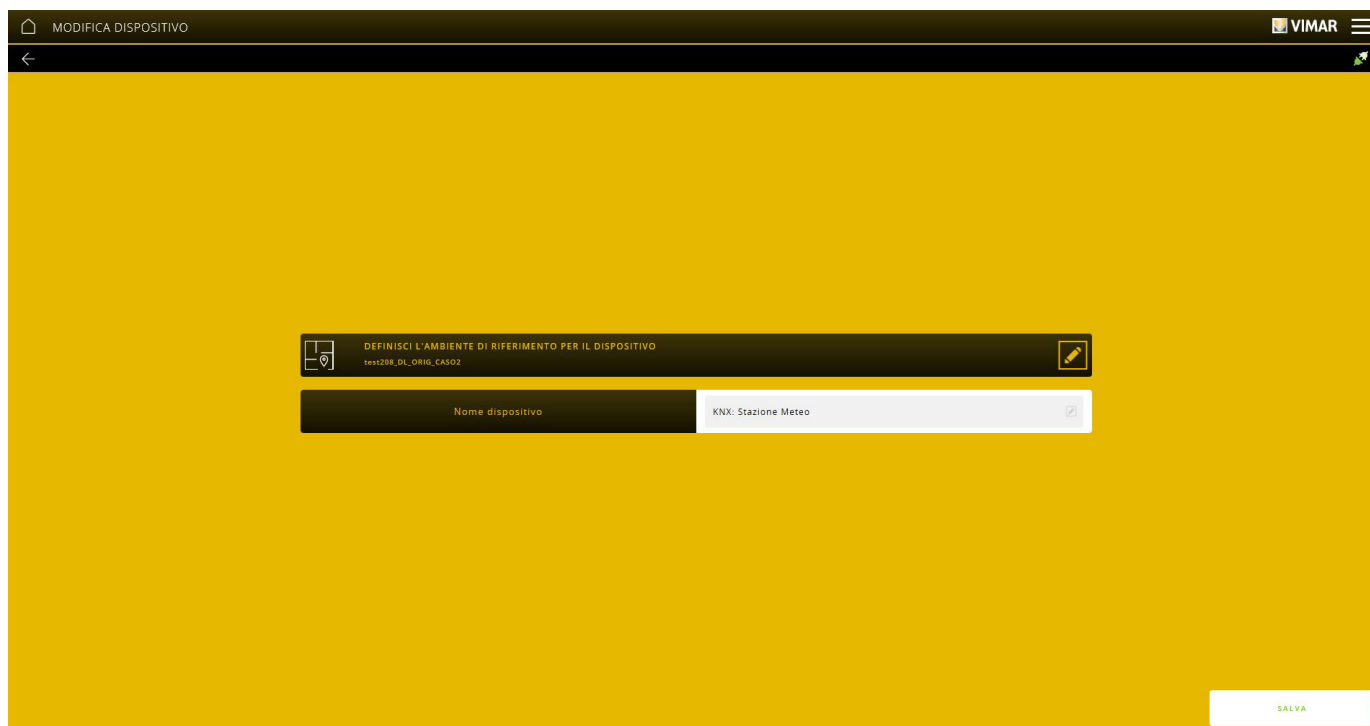 MODIFICA DISPOSITIVO
VIMAR
DEFINISCI L'AMBIENTE DI RIFERIMENTO PER IL DISPOSITIVO
test208_DL_ORIG_CASO2
Nome dispositivo
KNX: Stazione Meteo
SALVA